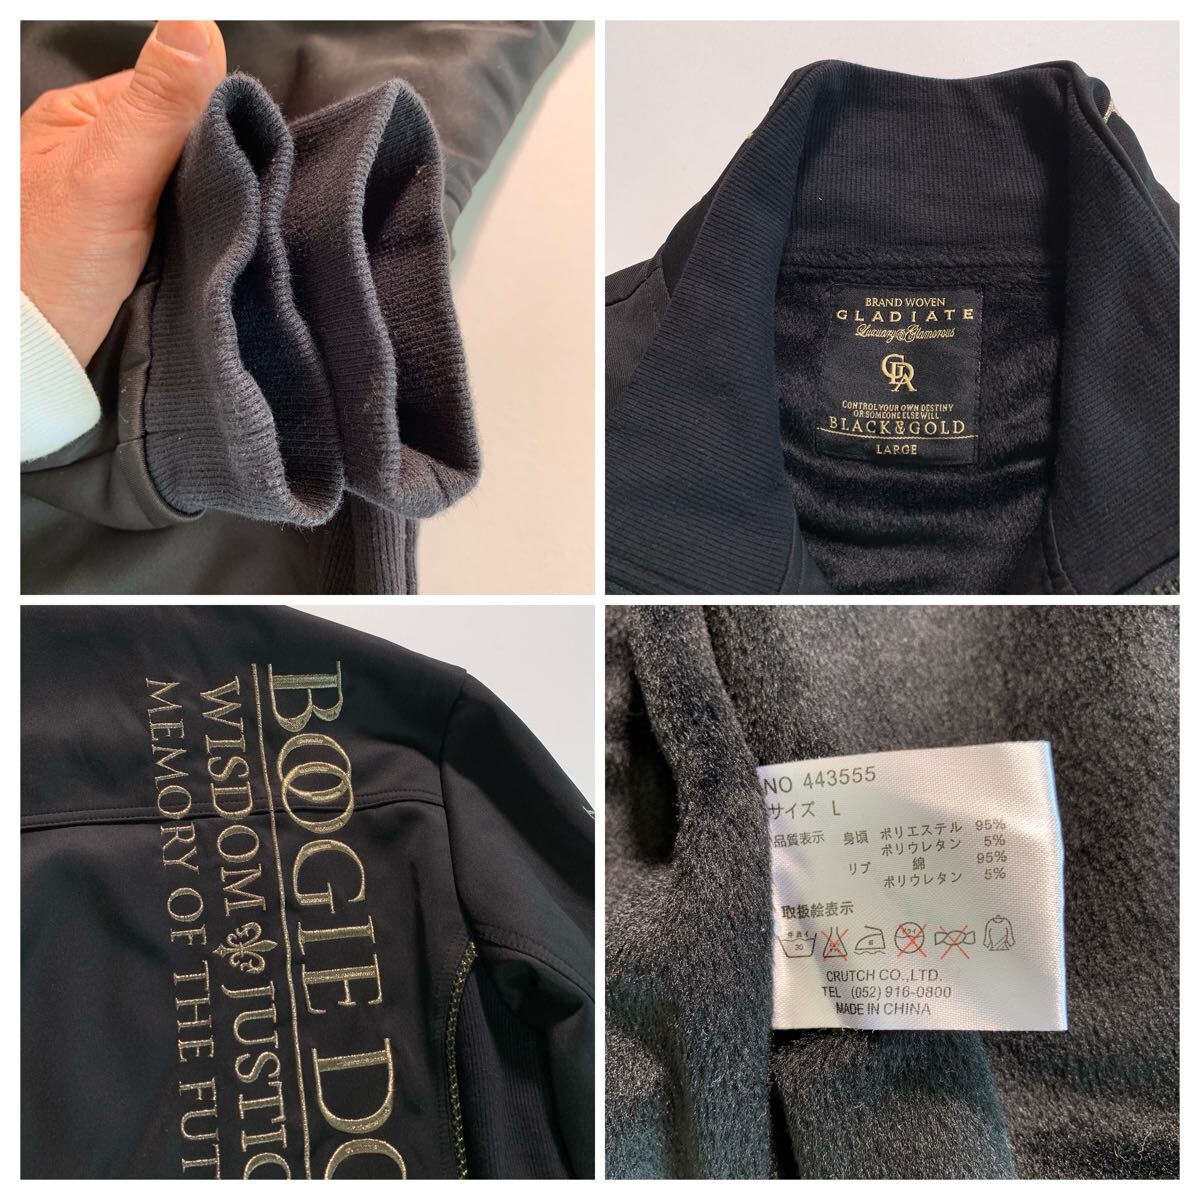 BRAND WOVEN
GLADIATE
Luxuary&Glamorous
GDA
CONTROL YOUR OWN DESTINY
OR SOMEONE ELSE WILL
BLACK&GOLD
LARGE
BOOGIE DO
WISDOM JUSTIC
MEMORY OF THE FUT
NO 443555
サイズ L
品質表示 身頃 ポリエステル 95%
ポリウレタン 5%
リブ 綿 95%
ポリウレタン 5%
取扱絵表示
30
CRUTCH CO.,LTD.
TEL (052) 916-0800
MADE IN CHINA